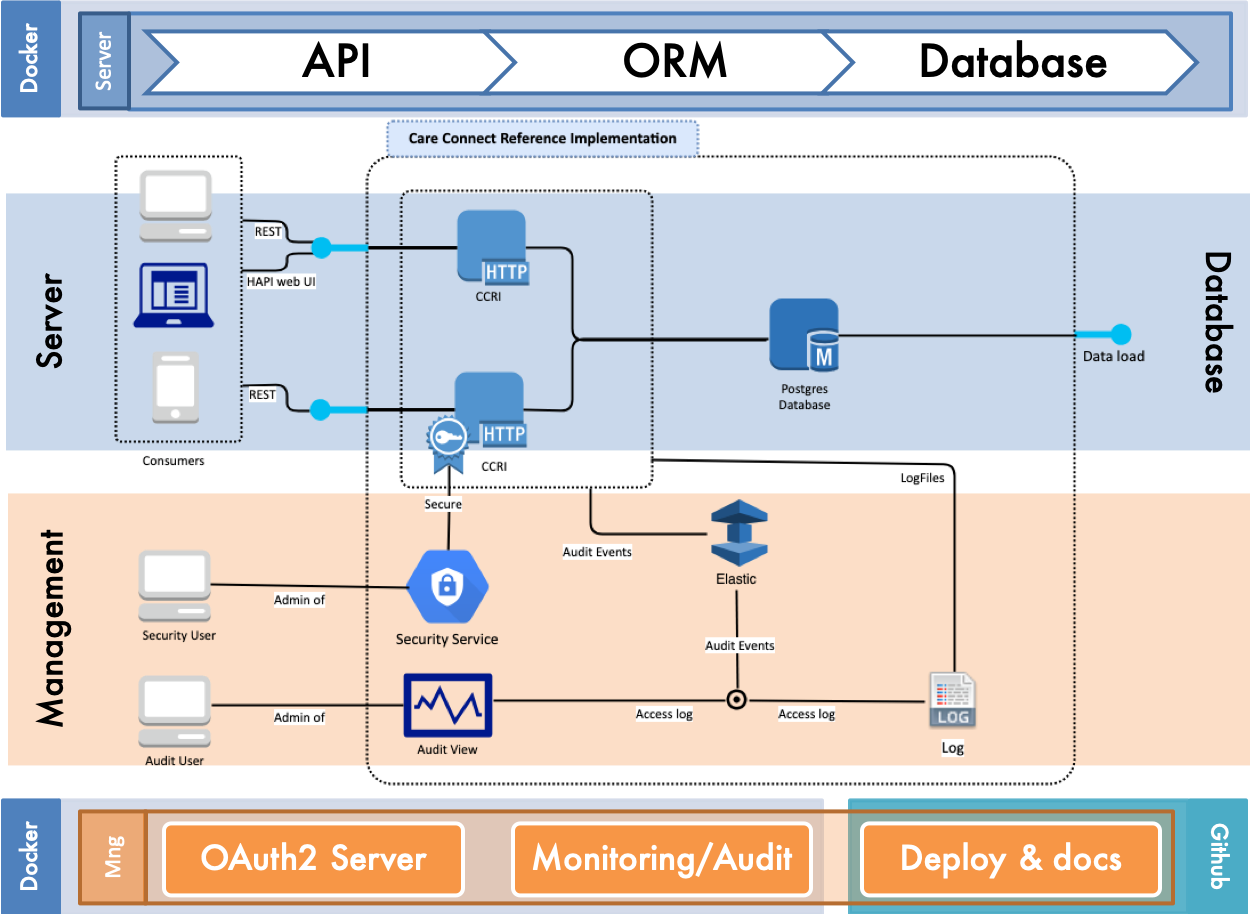 Docker
Server
API
ORM
Database
Care Connect Reference Implementation
Server
Database
REST
HAPI web UI
HTTP
CCRI
M
Postgres
Database
Data load
REST
HTTP
CCRI
Consumers
LogFiles
Secure
Management
Audit Events
Elastic
Admin of
Security User
Security Service
Audit Events
Admin of
Audit User
Audit View
Access log
Access log
LOG
Log
Docker
Mng
OAuth2 Server
Monitoring/Audit
Deploy & docs
Github